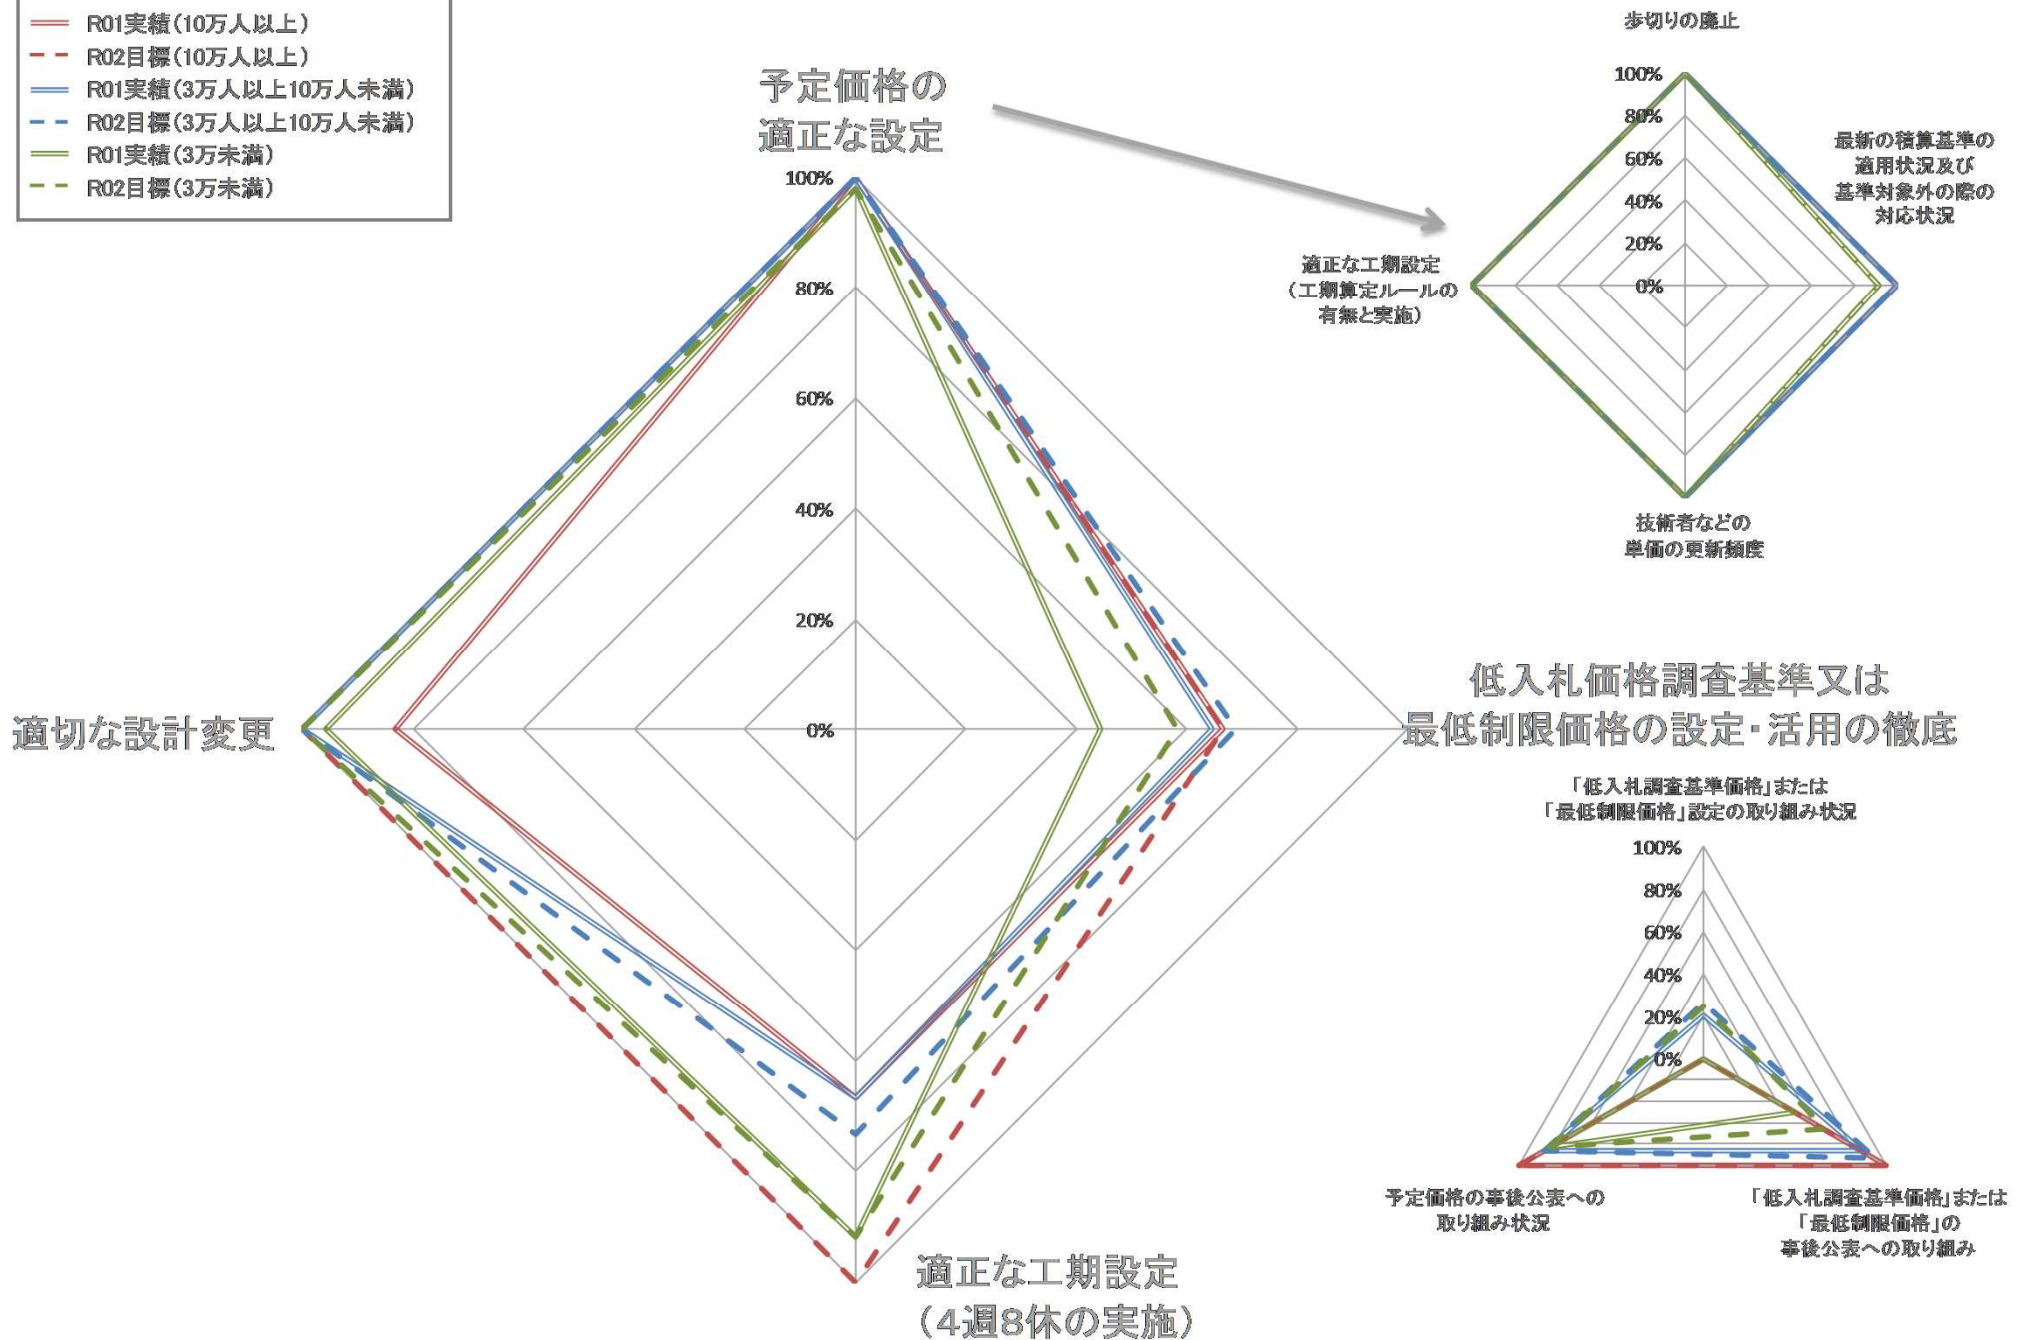 R01実績(10万人以上)
R02目標(10万人以上)
R01実績(3万人以上10万人未満)
R02目標(3万人以上10万人未満)
R01実績(3万未満)
R02目標(3万未満)
予定価格の
適正な設定
100%
80%
60%
40%
20%
0%
適切な設計変更
低入札価格調査基準又は
最低制限価格の設定・活用の徹底
適正な工期設定
(4週8休の実施)
歩切りの廃止
100%
80%
60%
40%
20%
0%
最新の積算基準の
適用状況及び
基準対象外の際の
対応状況
適正な工期設定
(工期算定ルールの
有無と実施)
技術者などの
単価の更新頻度
「低入札調査基準価格」または
「最低制限価格」設定の取り組み状況
100%
80%
60%
40%
20%
0%
予定価格の事後公表への
取り組み状況
「低入札調査基準価格」または
「最低制限価格」の
事後公表への取り組み